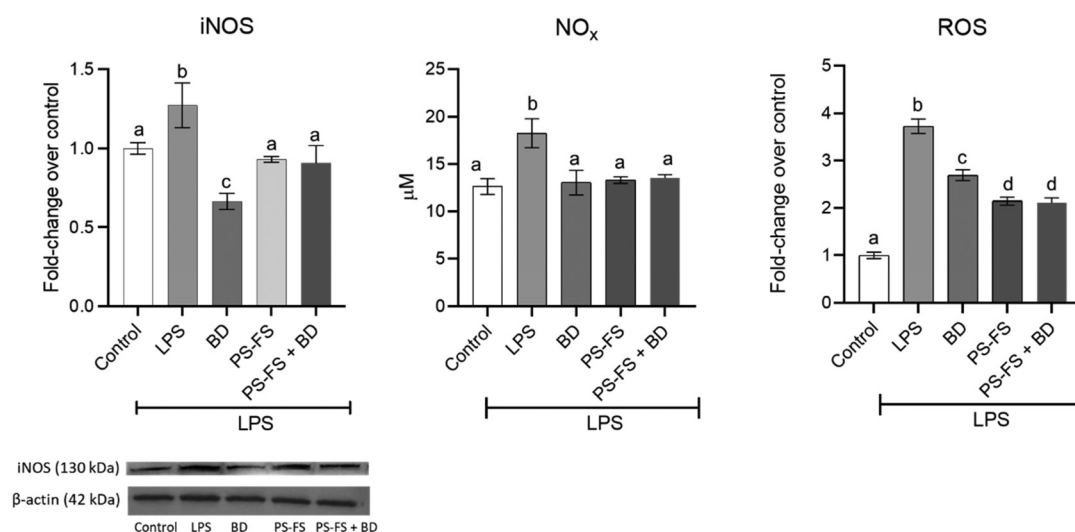 iNOS
Fold-change over control
1.5
1.0
0.5
0.0
a
b
c
a
a
Control
LPS
BD
PS-FS
PS-FS + BD
LPS
NOx
μM
25
20
15
10
5
0
a
b
a
a
a
Control
LPS
BD
PS-FS
PS-FS + BD
LPS
ROS
Fold-change over control
5
4
3
2
1
0
a
b
c
d
d
Control
LPS
BD
PS-FS
PS-FS + BD
LPS
iNOS (130 kDa)
β-actin (42 kDa)
Control LPS BD PS-FS PS-FS + BD